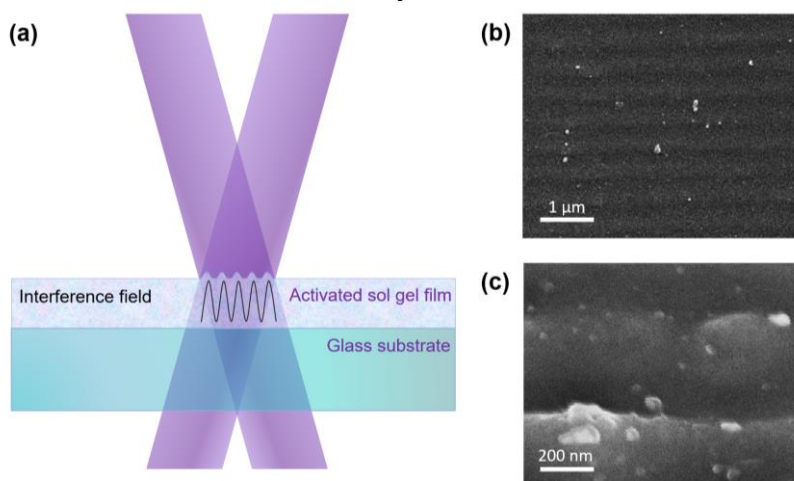 (a)
Interference field
Activated sol gel film
Glass substrate
(b)
1 µm
(c)
200 nm